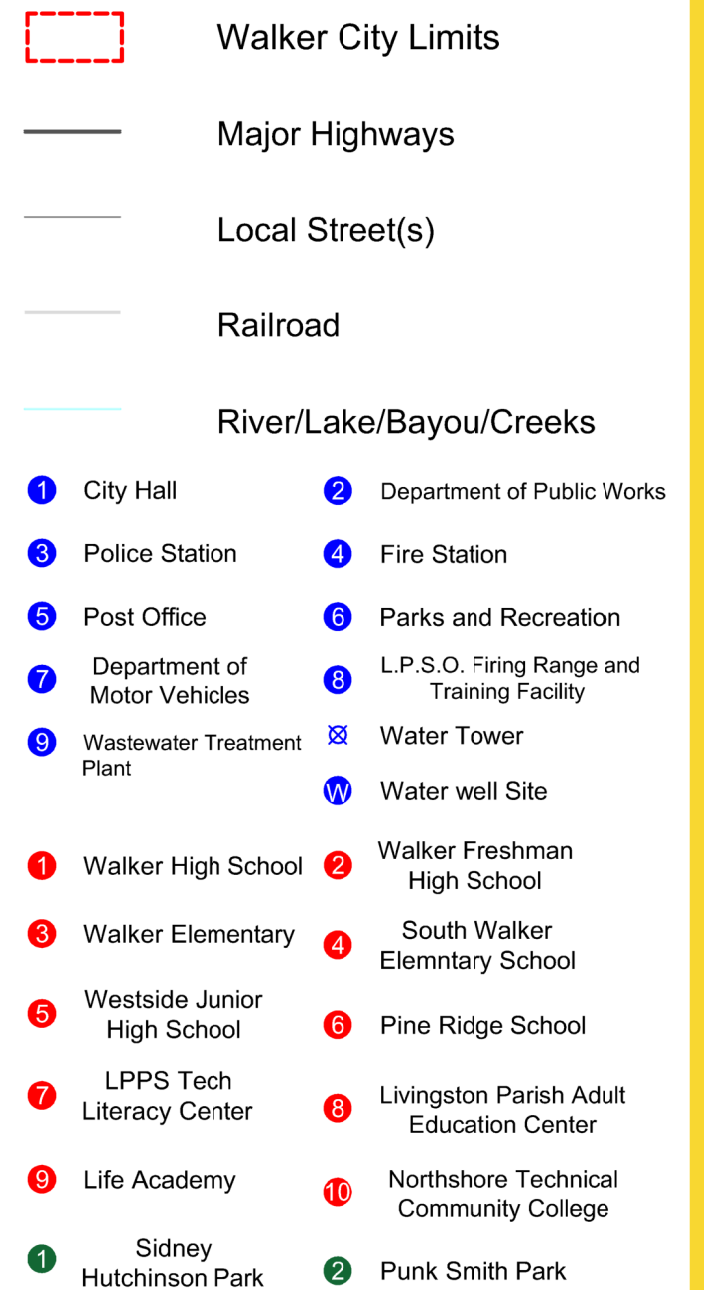 Walker City Limits
Major Highways
Local Street(s)
Railroad
River/Lake/Bayou/Creeks
1 City Hall
2 Department of Public Works
3 Police Station
4 Fire Station
5 Post Office
6 Parks and Recreation
7 Department of
Motor Vehicles
8 L.P.S.O. Firing Range and
Training Facility
9 Wastewater Treatment
Plant
Water Tower
W Water well Site
1 Walker High School
2 Walker Freshman
High School
3 Walker Elementary
4 South Walker
Elemntary School
5 Westside Junior
High School
6 Pine Ridge School
7 LPPS Tech
Literacy Center
8 Livingston Parish Adult
Education Center
9 Life Academy
10 Northshore Technical
Community College
1 Sidney
Hutchinson Park
2 Punk Smith Park